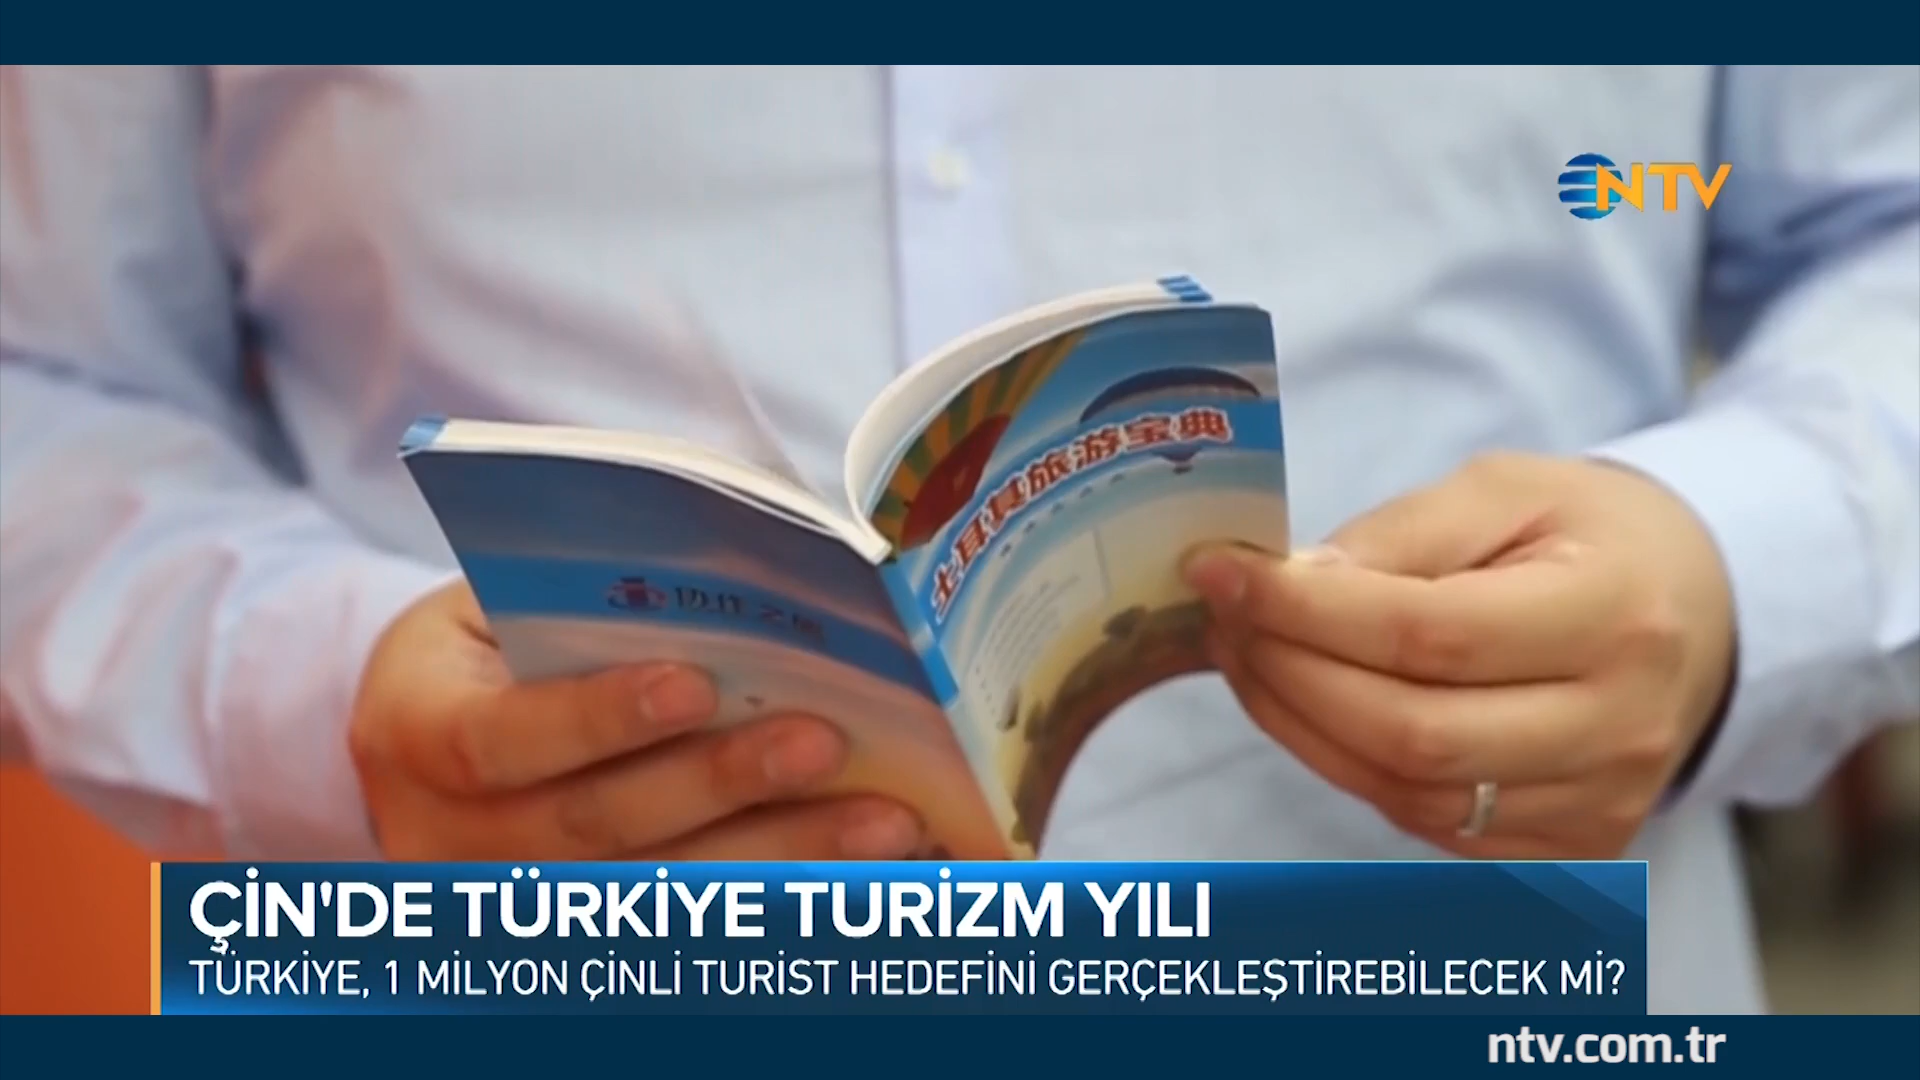 NTV
土耳其旅游宝典
ÇİN'DE TÜRKİYE TURİZM YILI
TÜRKİYE, 1 MİLYON ÇİNLİ TURİST HEDEFİNİ GERÇEKLEŞTİREBİLECEK Mİ?
ntv.com.tr